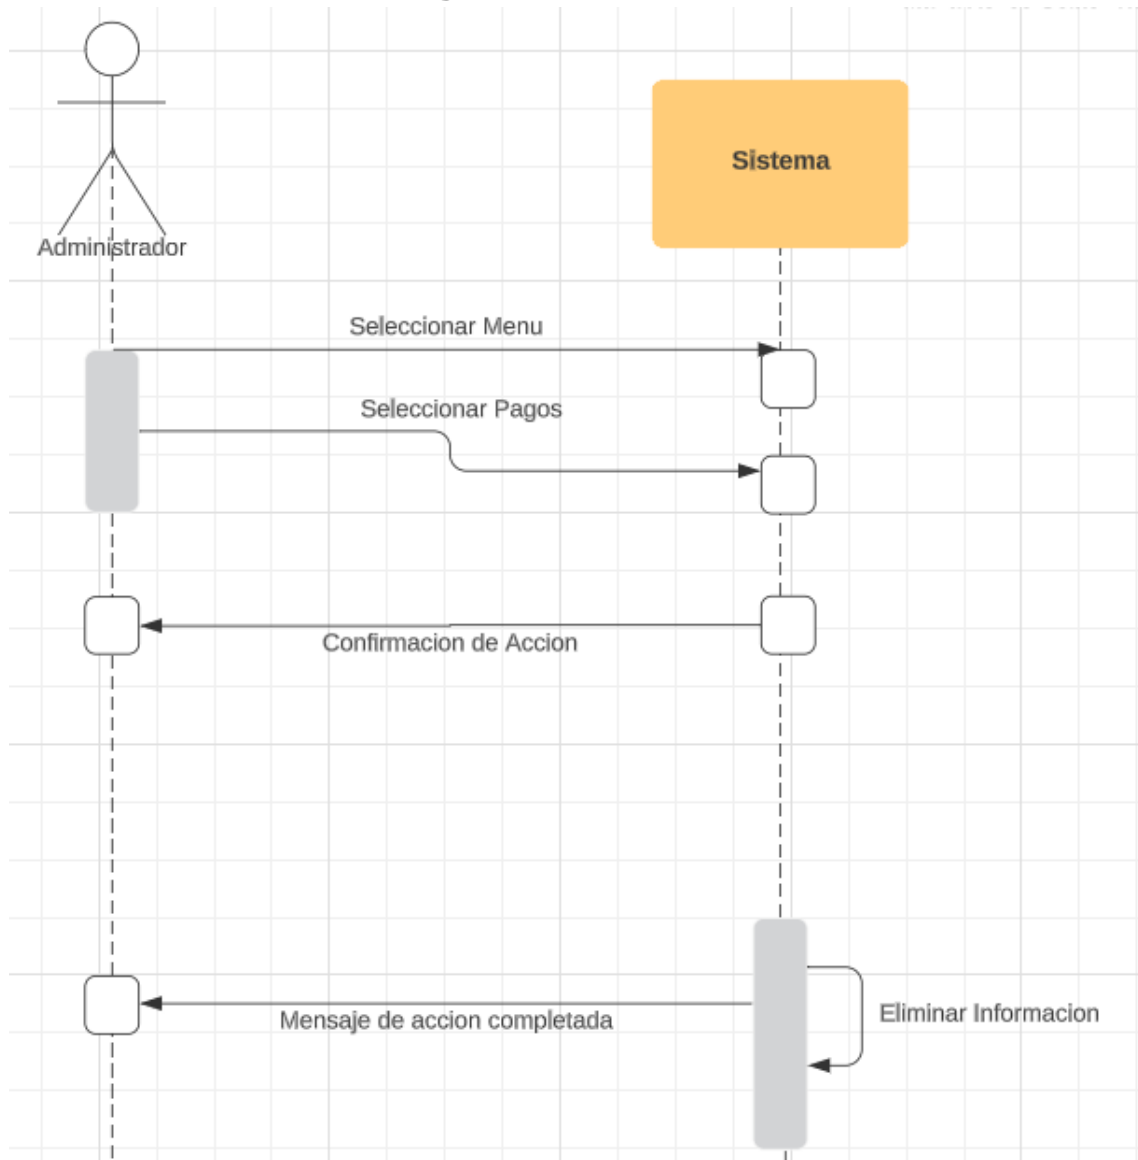 Sistema
Administrador
Seleccionar Menu
Seleccionar Pagos
Confirmacion de Accion
Eliminar Informacion
Mensaje de accion completada